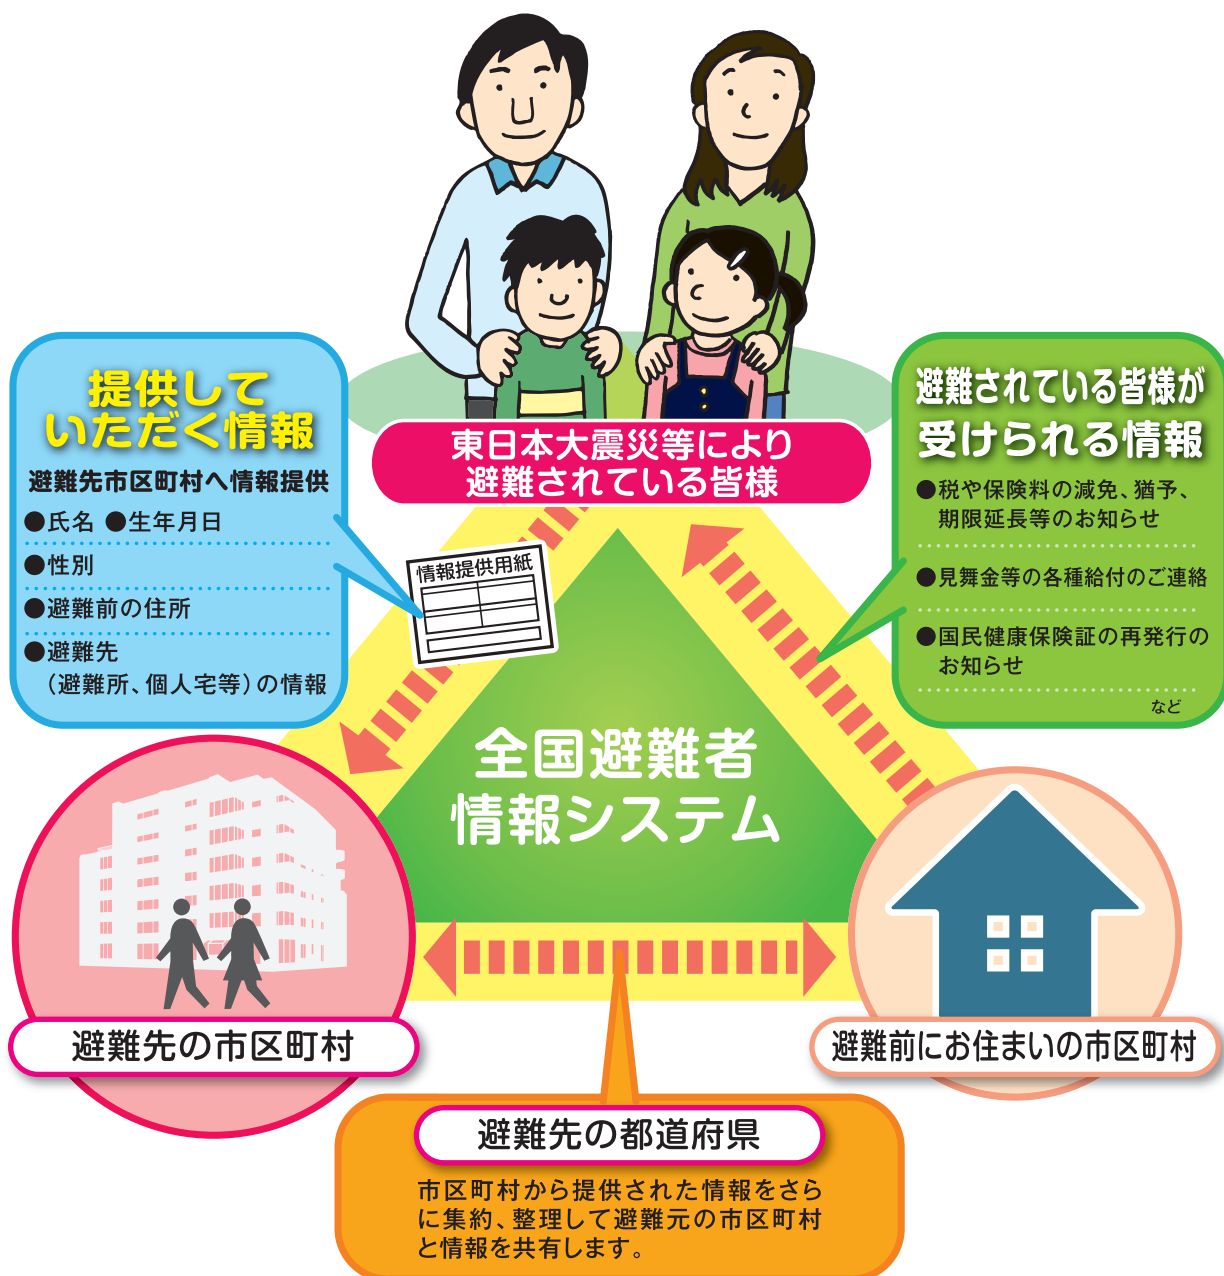 提供して
いただく情報
避難先市区町村へ情報提供
●氏名 ●生年月日
●性別
●避難前の住所
●避難先
(避難所、個人宅等)の情報
東日本大震災等により
避難されている皆様
避難されている皆様が
受けられる情報
●税や保険料の減免、猶予、
期限延長等のお知らせ
●見舞金等の各種給付のご連絡
●国民健康保険証の再発行の
お知らせ
など
情報提供用紙
全国避難者
情報システム
避難先の市区町村
避難前にお住まいの市区町村
避難先の都道府県
市区町村から提供された情報をさら
に集約、整理して避難元の市区町村
と情報を共有します。